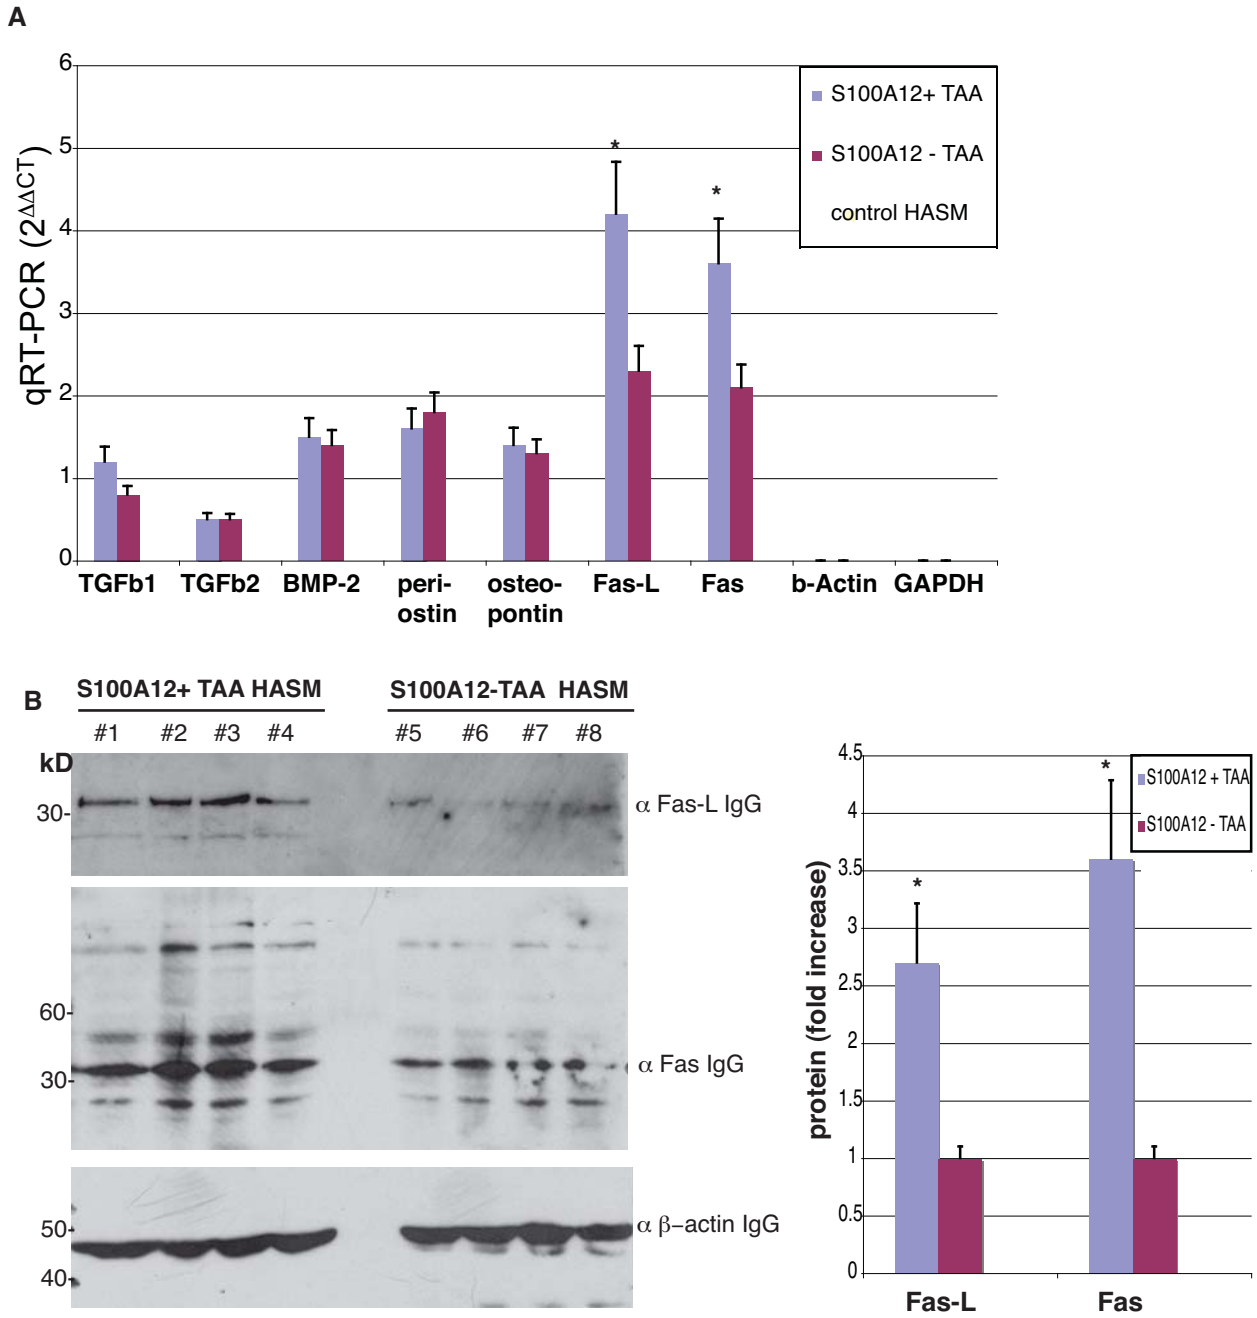 A
6
5
4
3
2
1
0
qRT-PCR (2ΔΔCT)
S100A12+ TAA
S100A12 - TAA
control HASM
*
*
TGFb1 TGFb2 BMP-2 peri- osteo- Fas-L Fas b-Actin GAPDH
ostin pontin
B
S100A12+ TAA HASM S100A12-TAA HASM
#1 #2 #3 #4 #5 #6 #7 #8
kD
30-
α Fas-L IgG
60-
30-
α Fas IgG
50-
40-
α β-actin IgG
4.5
4
3.5
3
2.5
2
1.5
1
0.5
0
protein (fold increase)
*
*
S100A12 + TAA
S100A12 - TAA
Fas-L Fas